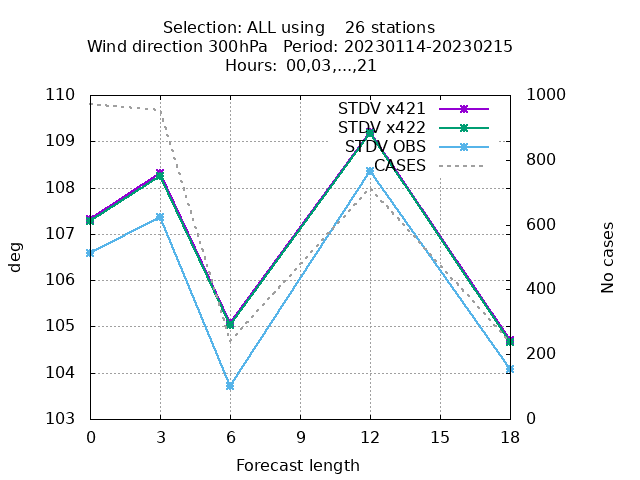 Selection: ALL using 26 stations
Wind direction 300hPa Period: 20230114-20230215
Hours: 00,03,...,21
110
109
108
107
106
105
104
103
deg
STDV x421
STDV x422
STDV OBS
CASES
1000
800
600
400
200
0
No cases
0 3 6 9 12 15 18
Forecast length